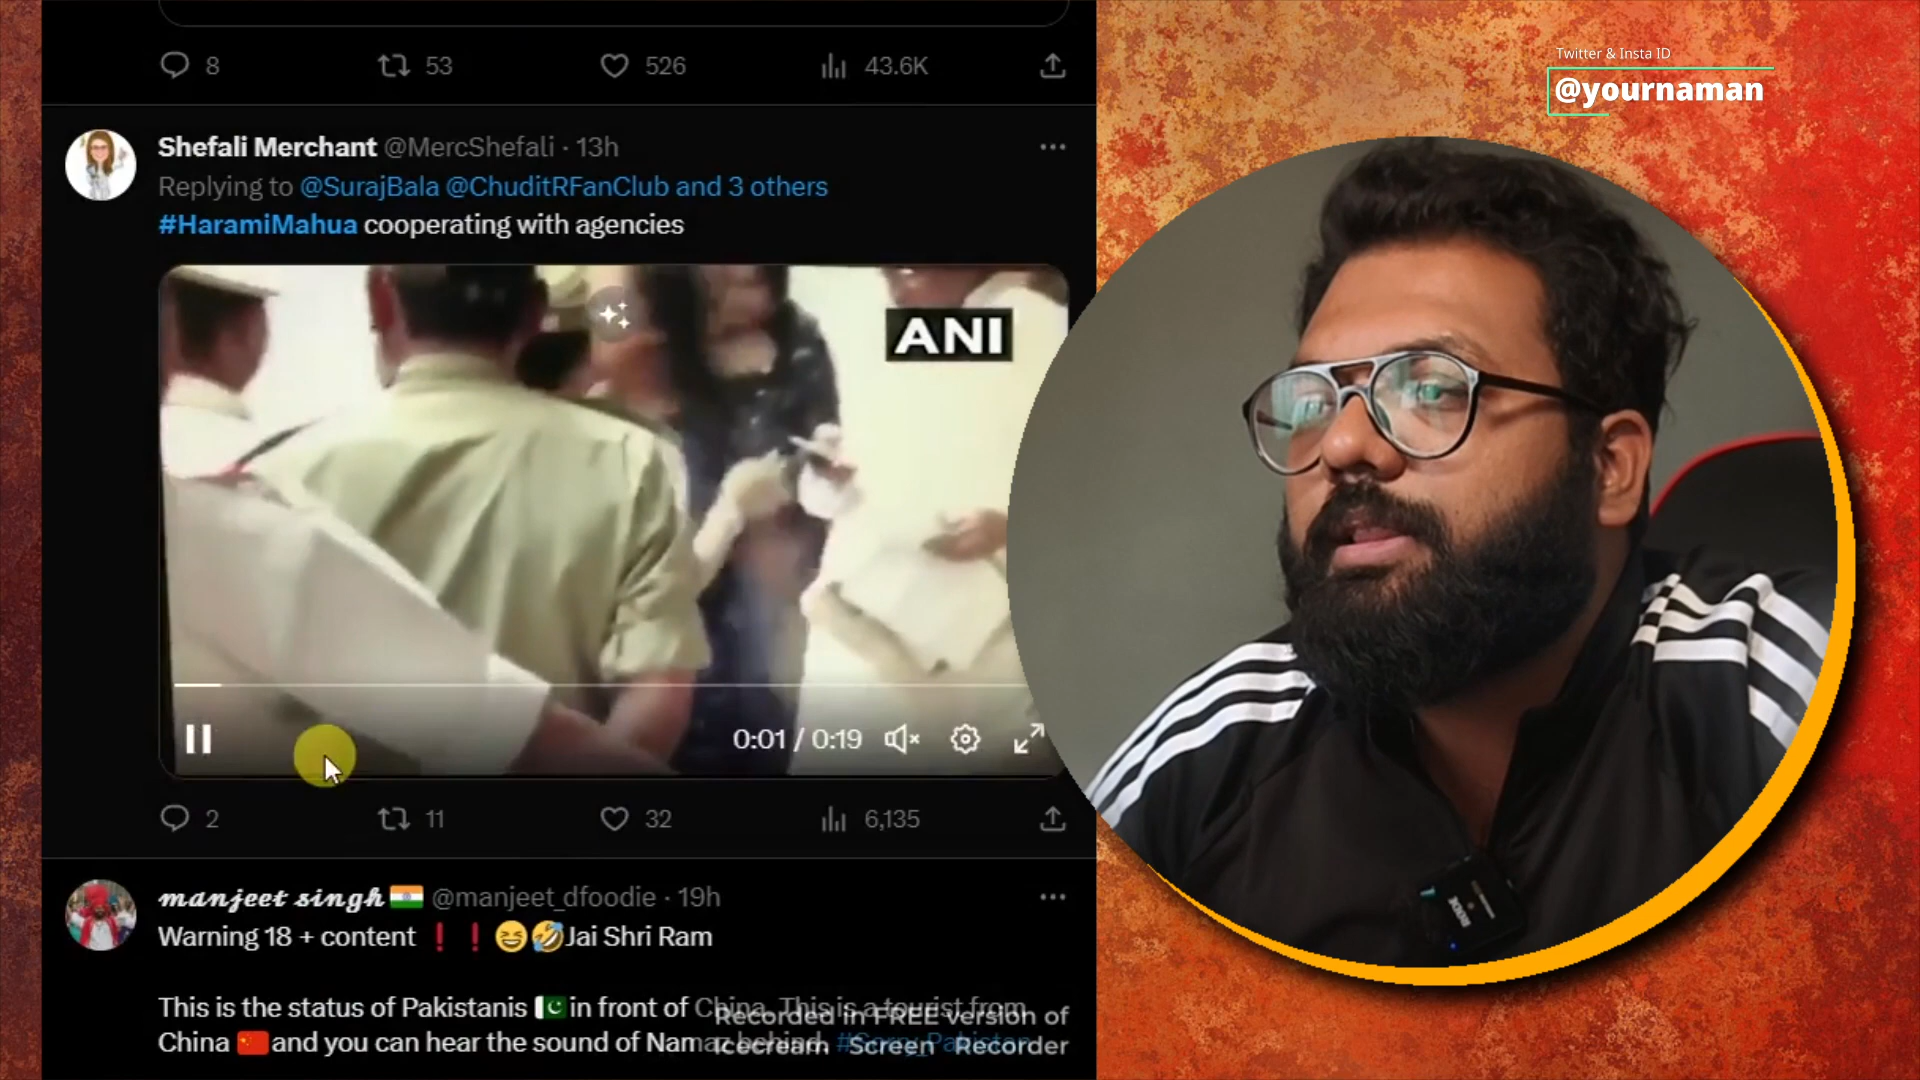 8 53 526 43.6K
Twitter & Insta ID
@yournaman
Shefali Merchant @MercShefali · 13h
Replying to @SurajBala @ChuditRFanClub and 3 others
#HaramiMahua cooperating with agencies
ANI
0:01 / 0:19
RODE
2 11 32 6,135
manjeet singh @manjeet_dfoodie · 19h
Warning 18 + content ❗ ❗ 😆🤣Jai Shri Ram
This is the status of Pakistanis 🇵🇰in front of China. This is a tourist from
China 🇨🇳and you can hear the sound of Namaz behind.
Recorded in FREE version of
Icecream Screen Recorder